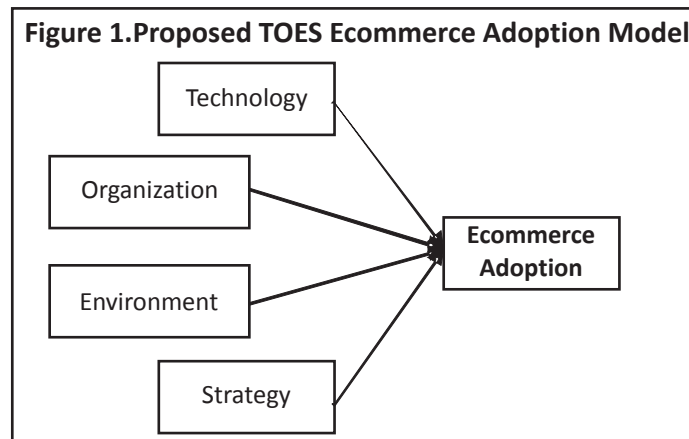 Figure 1.Proposed TOES Ecommerce Adoption Model
Technology
Organization
Ecommerce
Adoption
Environment
Strategy